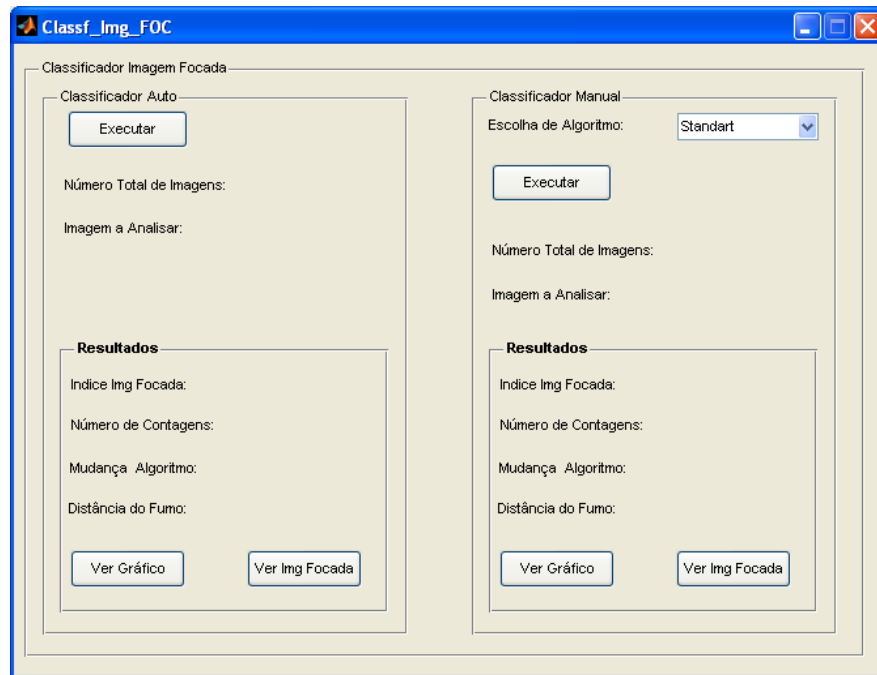 Classf_Img_FOC
Classificador Imagem Focada
Classificador Auto
Executar
Número Total de Imagens:
Imagem a Analisar:
Resultados
Indice Img Focada:
Número de Contagens:
Mudança  Algoritmo:
Distância do Fumo:
Ver Gráfico
Ver Img Focada
Classificador Manual
Escolha de Algoritmo:
Standart
Executar
Número Total de Imagens:
Imagem a Analisar:
Resultados
Indice Img Focada:
Número de Contagens:
Mudança  Algoritmo:
Distância do Fumo:
Ver Gráfico
Ver Img Focada